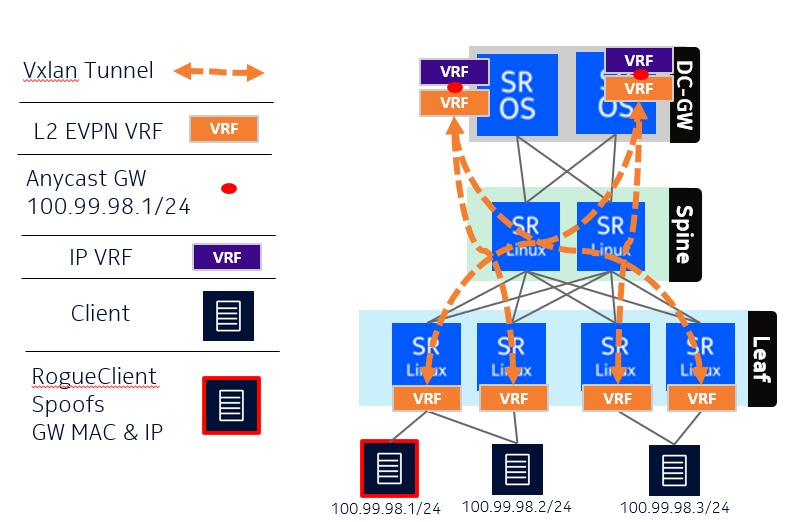 Vxlan Tunnel
L2 EVPN VRF
VRF
Anycast GW
100.99.98.1/24
IP VRF
VRF
Client
RogueClient
Spoofs
GW MAC & IP
VRF
VRF
SR
OS
VRF
VRF
SR
OS
DC-GW
SR
Linux
SR
Linux
Spine
SR
Linux
SR
Linux
SR
Linux
SR
Linux
Leaf
VRF
VRF
VRF
VRF
100.99.98.1/24
100.99.98.2/24
100.99.98.3/24